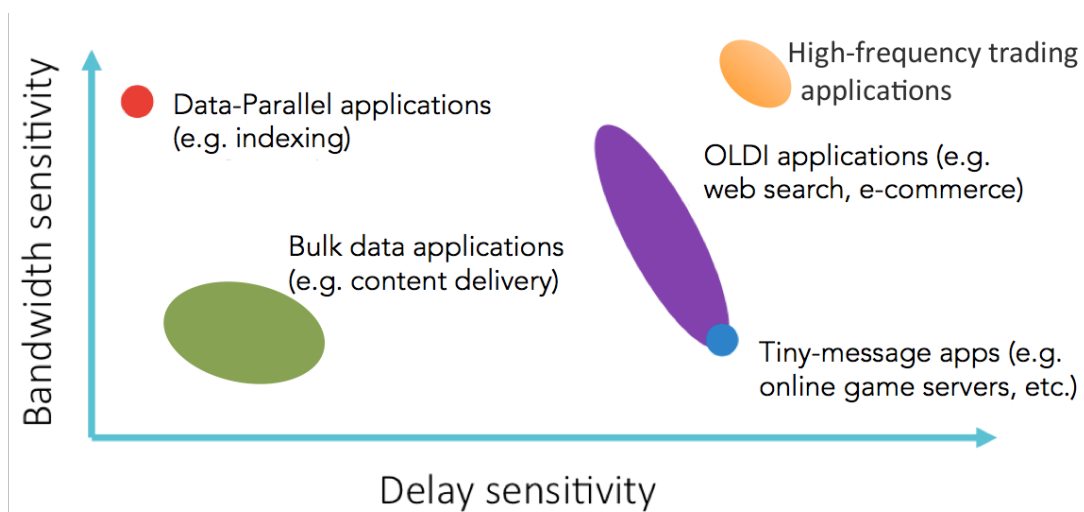 High-frequency trading
applications
Data-Parallel applications
(e.g. indexing)
OLDI applications (e.g.
web search, e-commerce)
Bulk data applications
(e.g. content delivery)
Tiny-message apps (e.g.
online game servers, etc.)
Bandwidth sensitivity
Delay sensitivity